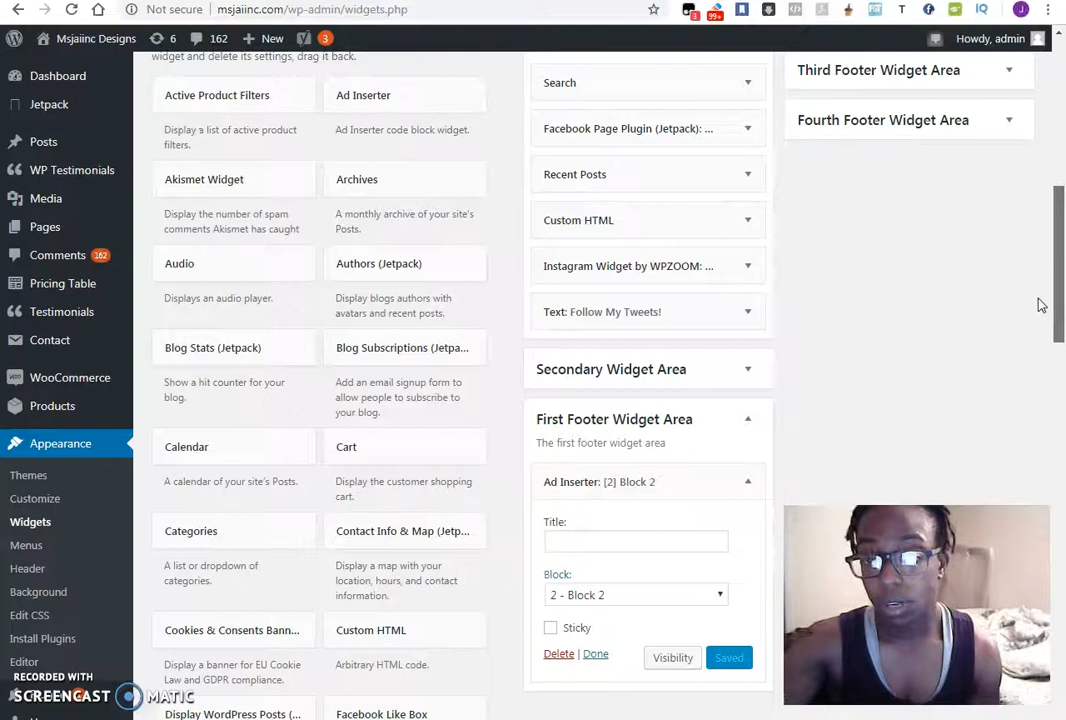 Not secure | msjaiinc.com/wp-admin/widgets.php
3 99+ T IQ J
Msjaiinc Designs 6 162 + New 3 Howdy, admin
Dashboard
Jetpack
Posts
WP Testimonials
Media
Pages
Comments 162
Pricing Table
Testimonials
Contact
WooCommerce
Products
Appearance
Themes
Customize
Widgets
Menus
Header
Background
Edit CSS
Install Plugins
Editor
RECORDED WITH
SCREENCAST MATIC
widget and delete its settings, drag it back.
Active Product Filters
Display a list of active product
filters.
Ad Inserter
Ad Inserter code block widget.
Akismet Widget
Display the number of spam
comments Akismet has caught
Archives
A monthly archive of your site's
Posts.
Audio
Displays an audio player.
Authors (Jetpack)
Display blogs authors with
avatars and recent posts.
Blog Stats (Jetpack)
Show a hit counter for your
blog.
Blog Subscriptions (Jetpa...
Add an email signup form to
allow people to subscribe to
your blog.
Calendar
A calendar of your site's Posts.
Cart
Display the customer shopping
cart.
Categories
A list or dropdown of
categories.
Contact Info & Map (Jetp...
Display a map with your
location, hours, and contact
information.
Cookies & Consents Bann...
Display a banner for EU Cookie
Law and GDPR compliance.
Custom HTML
Arbitrary HTML code.
Display WordPress Posts (...
Facebook Like Box
Search
Facebook Page Plugin (Jetpack): ...
Recent Posts
Custom HTML
Instagram Widget by WPZOOM: ...
Text: Follow My Tweets!
Secondary Widget Area
First Footer Widget Area
The first footer widget area
Ad Inserter: [2] Block 2
Title:
Block:
2 - Block 2
Sticky
Delete | Done
Visibility
Saved
Third Footer Widget Area
Fourth Footer Widget Area